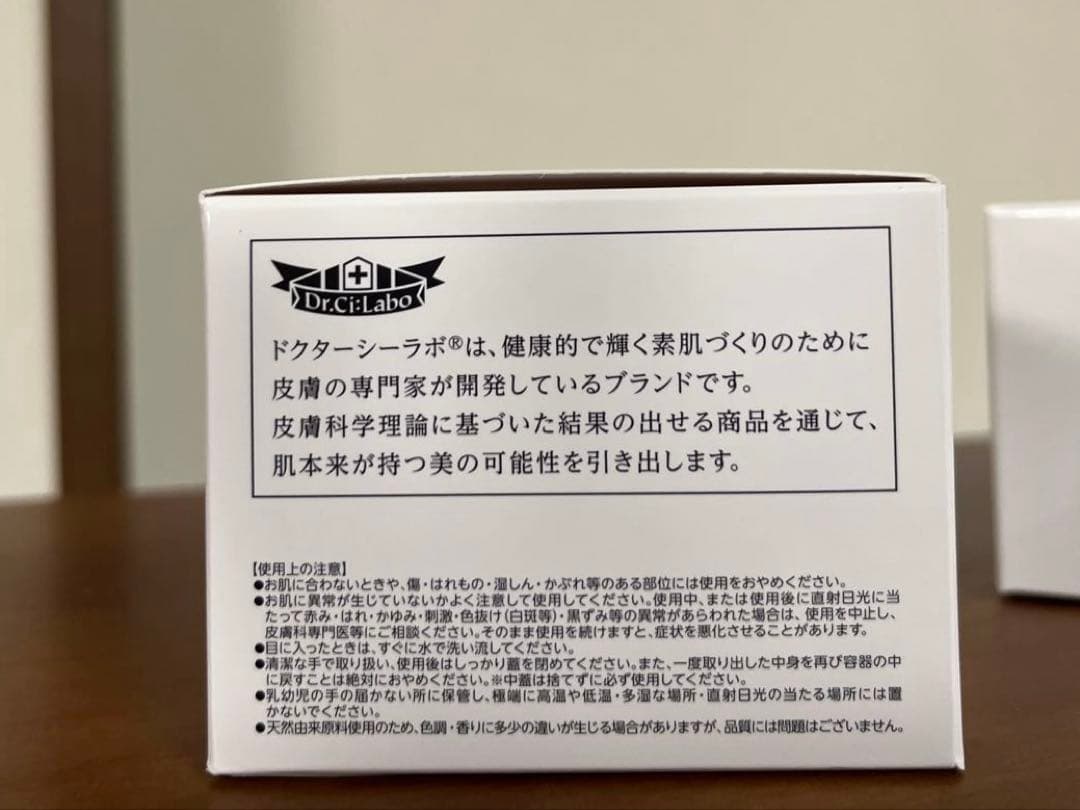 Dr.Ci:Labo
ドクターシーラボ®は、健康的で輝く素肌づくりのために
皮膚の専門家が開発しているブランドです。
皮膚科学理論に基づいた結果の出せる商品を通じて、
肌本来が持つ美の可能性を引き出します。
【使用上の注意】
●お肌に合わないときや、傷・はれもの・湿しん・かぶれ等のある部位には使用をおやめください。
●お肌に異常が生じていないかよく注意して使用してください。使用中、または使用後に直射日光に当
たって赤み・はれ・かゆみ・刺激・色抜け(白斑等)・黒ずみ等の異常があらわれた場合は、使用を中止し、
皮膚科専門医等にご相談ください。そのまま使用を続けますと、症状を悪化させることがあります。
●目に入ったときは、すぐに水で洗い流してください。
●清潔な手で取り扱い、使用後はしっかり蓋を閉めてください。また、一度取り出した中身を再び容器の中
に戻すことは絶対におやめください。※中蓋は捨てずに必ず使用してください。
●乳幼児の手の届かない所に保管し、極端に高温や低温・多湿な場所・直射日光の当たる場所には置
かないでください。
●天然由来原料使用のため、色調・香りに多少の違いが生じる場合がありますが、品質には問題はございません。